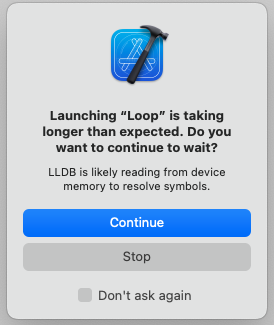 Launching “Loop” is taking
longer than expected. Do you
want to continue to wait?
LLDB is likely reading from device
memory to resolve symbols.
Continue
Stop
Don't ask again